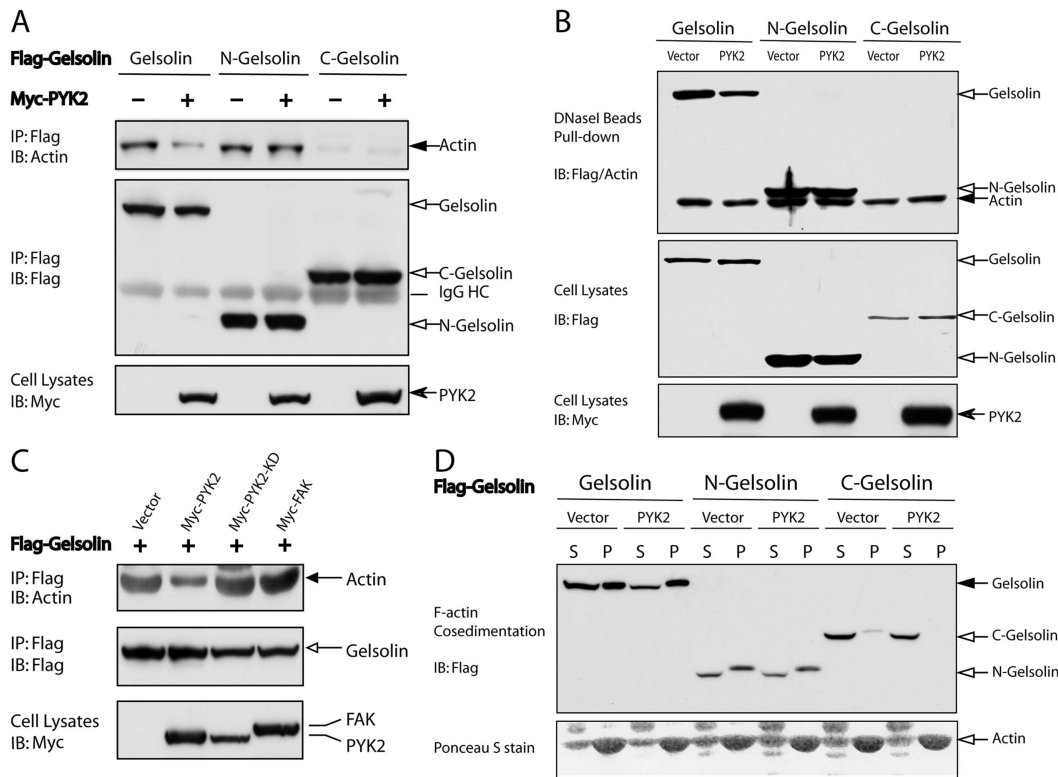 A
Flag-Gelsolin Gelsolin N-Gelsolin C-Gelsolin
Myc-PYK2 − + − + − +
IP: Flag
IB: Actin
Actin
IP: Flag
IB: Flag
Gelsolin
C-Gelsolin
IgG HC
N-Gelsolin
Cell Lysates
IB: Myc
PYK2
B
Gelsolin N-Gelsolin C-Gelsolin
Vector PYK2 Vector PYK2 Vector PYK2
DNaseI Beads
Pull-down
IB: Flag/Actin
Gelsolin
N-Gelsolin
Actin
Cell Lysates
IB: Flag
Gelsolin
C-Gelsolin
N-Gelsolin
Cell Lysates
IB: Myc
PYK2
C
Vector Myc-PYK2 Myc-PYK2-KD Myc-FAK
Flag-Gelsolin + + + +
IP: Flag
IB: Actin
Actin
IP: Flag
IB: Flag
Gelsolin
Cell Lysates
IB: Myc
FAK
PYK2
D
Flag-Gelsolin Gelsolin N-Gelsolin C-Gelsolin
Vector PYK2 Vector PYK2 Vector PYK2
S P S P S P S P S P S P
F-actin
Cosedimentation
IB: Flag
Gelsolin
C-Gelsolin
N-Gelsolin
Ponceau S stain
Actin